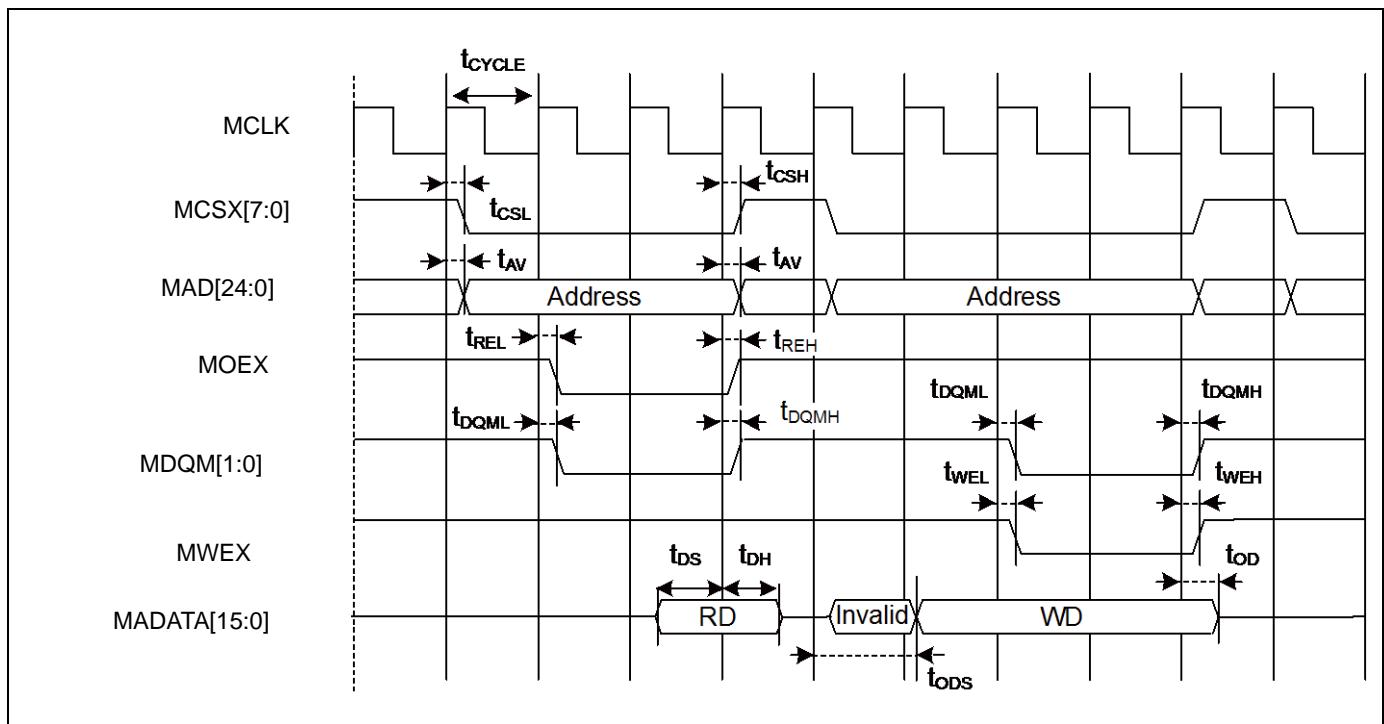 tCYCLE
MCLK
tCSH
MCSX[7:0]
tCSL
tAV
tAV
MAD[24:0]
Address
Address
tREL
tREH
MOEX
tDQML
tDQMH
tDQML
tDQMH
MDQM[1:0]
tWEL
tWEH
MWEX
tDS
tDH
tOD
MADATA[15:0]
RD
Invalid
WD
tODS